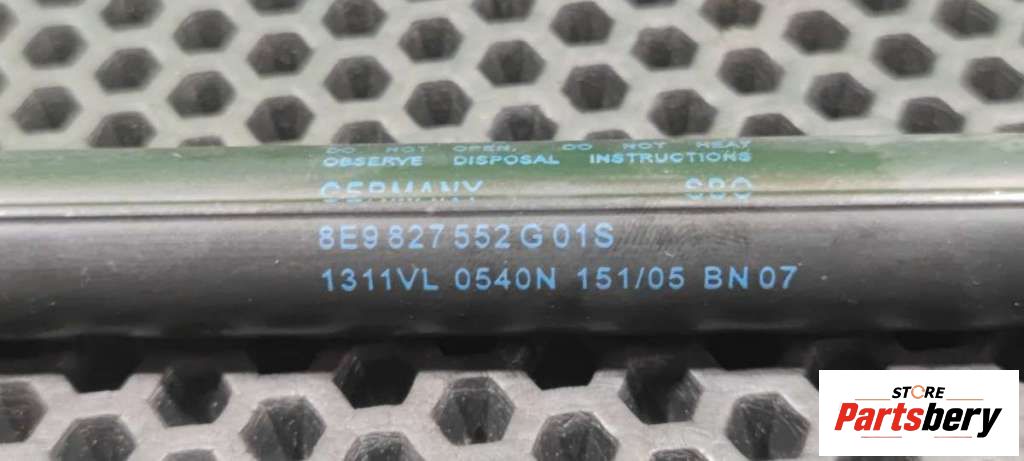 DO NOT OPEN, DO NOT HEAT
OBSERVE DISPOSAL INSTRUCTIONS
GERMANY SBO
8E9 827 552 G 01S
1311VL 0540N 151/05 BN 07
STORE
Partsbery